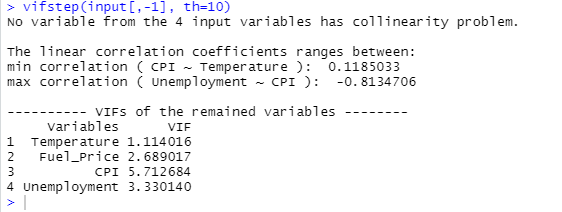 > vifstep(input[,-1], th=10)
No variable from the 4 input variables has collinearity problem.
The linear correlation coefficients ranges between:
min correlation ( CPI ~ Temperature ):  0.1185033
max correlation ( Unemployment ~ CPI ):  -0.8134706
---------- VIFs of the remained variables --------
Variables      VIF
1  Temperature 1.114016
2   Fuel_Price 2.689017
3          CPI 5.712684
4 Unemployment 3.330140
>